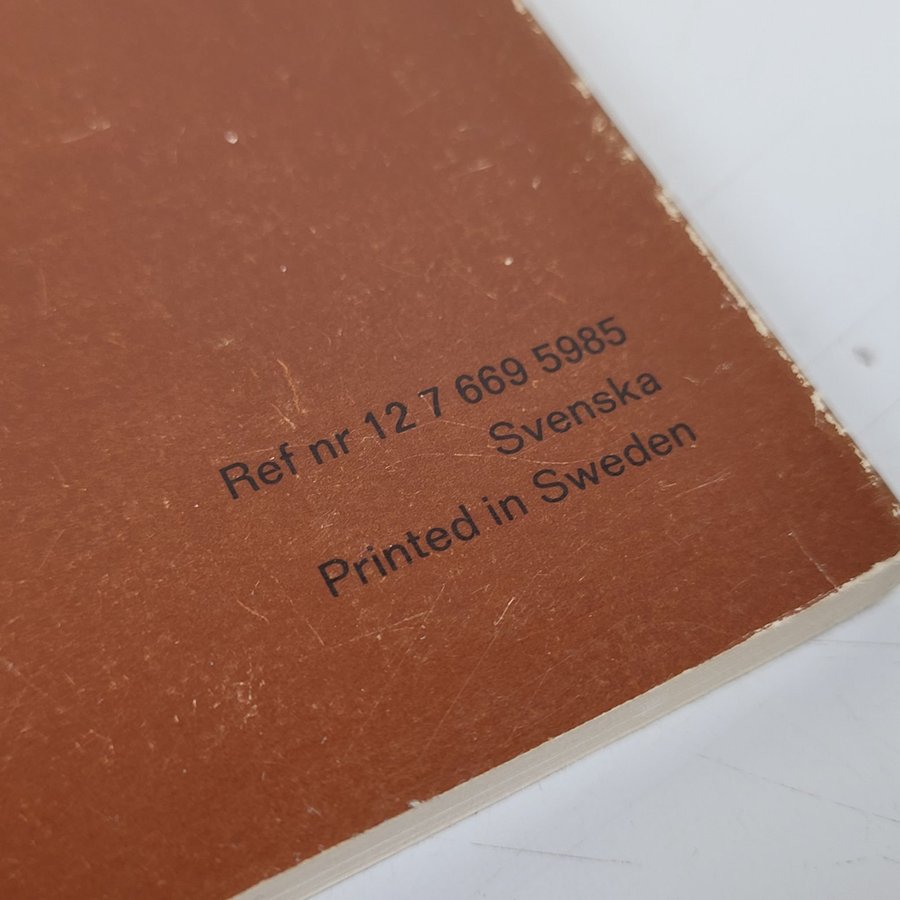 Ref nr 12 7 669 5985
Svenska
Printed in Sweden